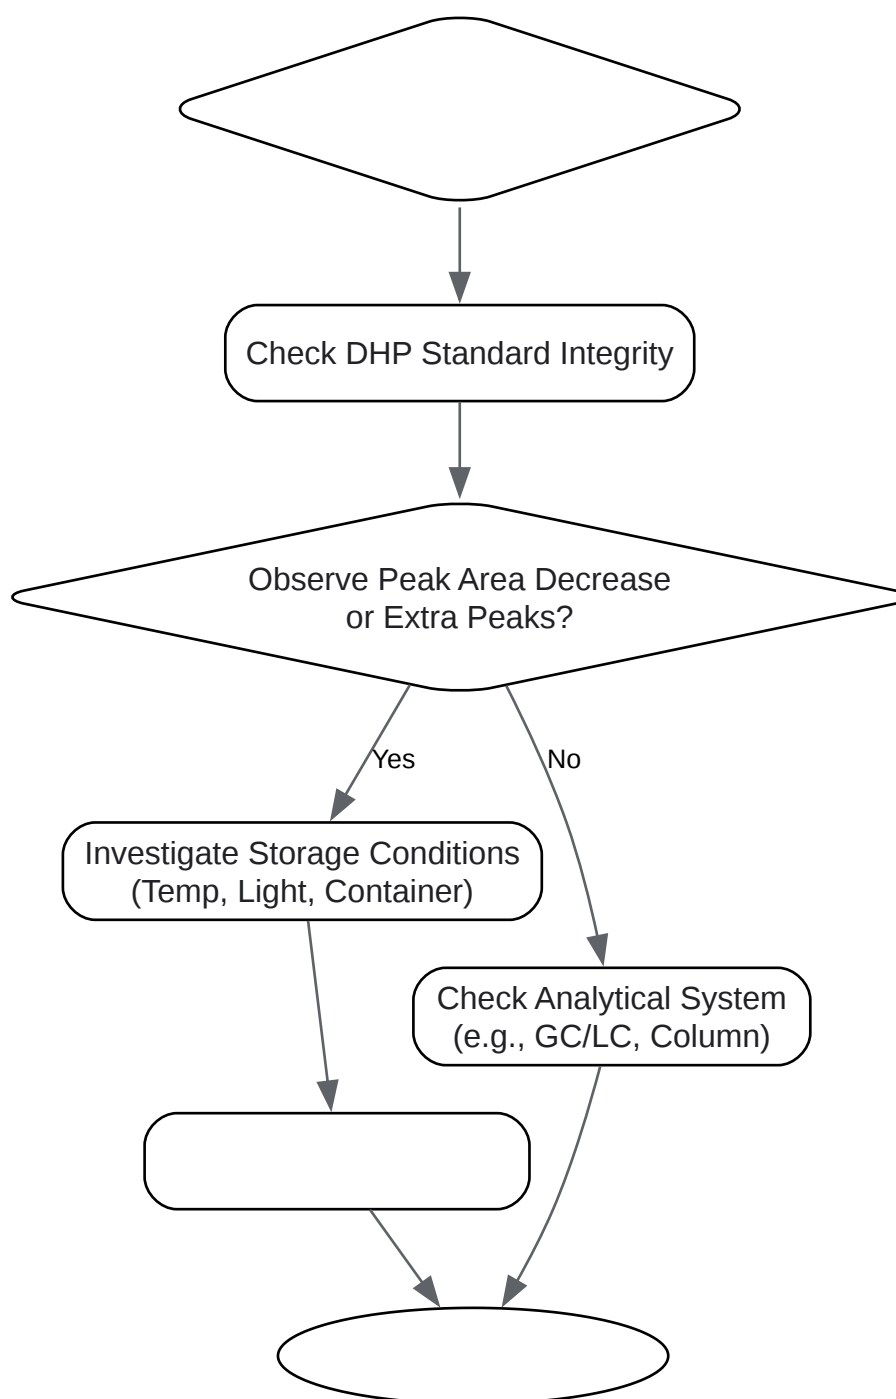 Check DHP Standard Integrity
Observe Peak Area Decrease
or Extra Peaks?
Yes
No
Investigate Storage Conditions
(Temp, Light, Container)
Check Analytical System
(e.g., GC/LC, Column)